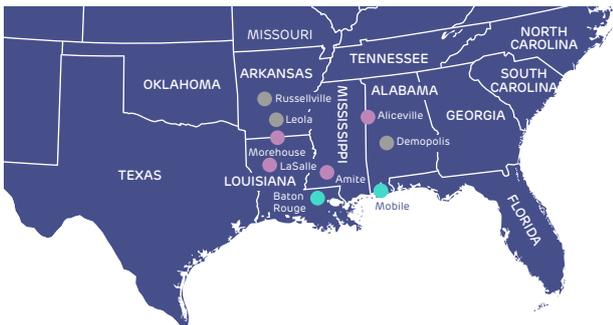 MISSOURI
NORTH
CAROLINA
TENNESSEE
OKLAHOMA
ARKANSAS
SOUTH
CAROLINA
Russellville
MISSISSIPPI
ALABAMA
Leola
Aliceville
GEORGIA
Morehouse
Demopolis
LaSalle
TEXAS
LOUISIANA
Amite
Baton
Rouge
Mobile
FLORIDA